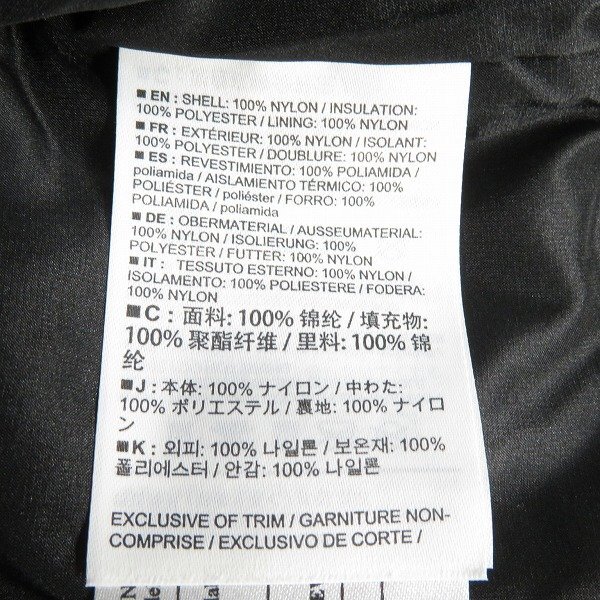 ■ EN : SHELL: 100% NYLON / INSULATION:
100% POLYESTER / LINING: 100% NYLON
■ FR : EXTÉRIEUR: 100% NYLON / ISOLANT:
100% POLYESTER / DOUBLURE: 100% NYLON
■ ES : REVESTIMIENTO: 100% POLIAMIDA /
poliamida / AISLAMIENTO TÉRMICO: 100%
POLIÉSTER / poliéster / FORRO: 100%
POLIAMIDA / poliamida
■ DE : OBERMATERIAL / AUSSEUMATERIAL:
100% NYLON / ISOLIERUNG: 100%
POLYESTER / FUTTER: 100% NYLON
■ IT : TESSUTO ESTERNO: 100% NYLON /
ISOLAMENTO: 100% POLIESTERE / FODERA:
100% NYLON
■ C : 面料: 100% 锦纶 / 填充物:
100% 聚酯纤维 / 里料: 100% 锦
纶
■ J : 本体: 100% ナイロン / 中わた:
100% ポリエステル / 裏地: 100% ナイロ
ン
■ K : 외피: 100% 나일론 / 보온재: 100%
폴리에스터 / 안감: 100% 나일론
EXCLUSIVE OF TRIM / GARNITURE NON-
COMPRISE / EXCLUSIVO DE CORTE /